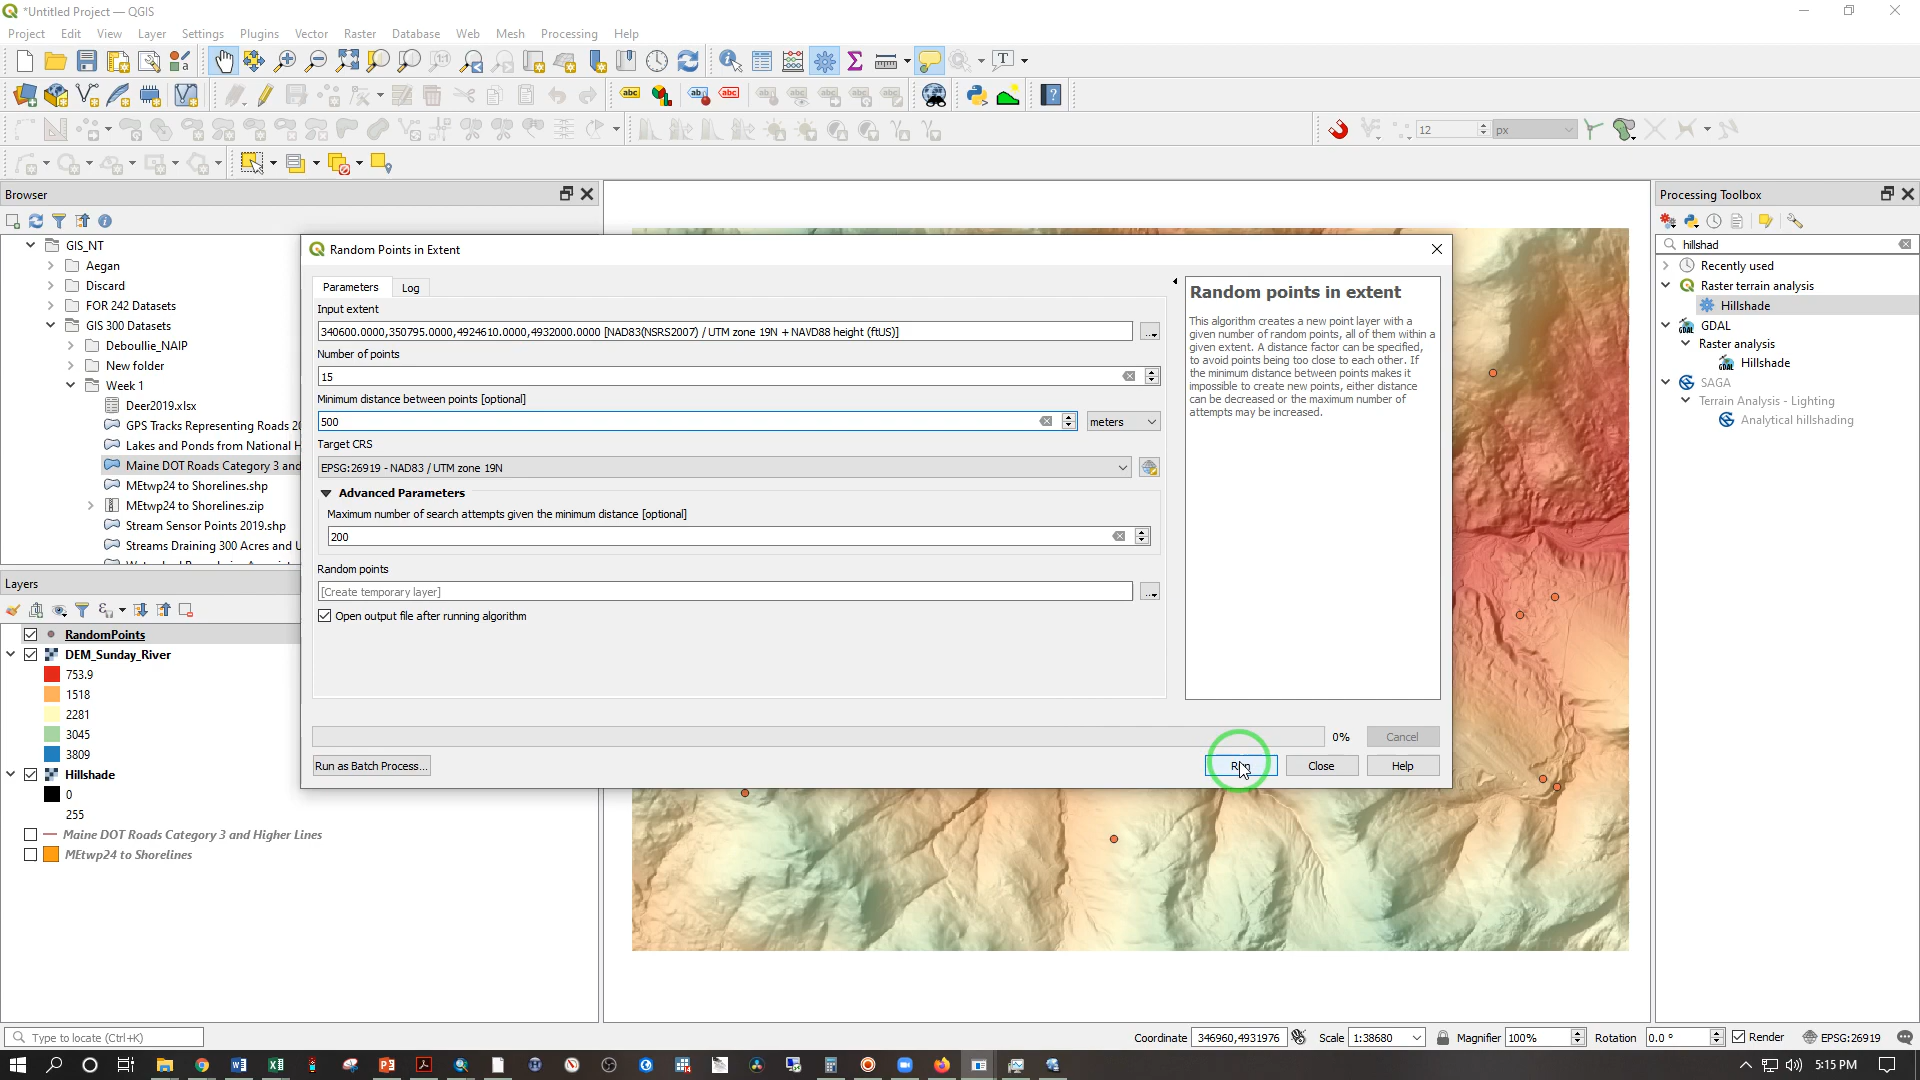 *Untitled Project — QGIS
Project Edit View Layer Settings Plugins Vector Raster Database Web Mesh Processing Help
12 px
Browser
GIS_NT
Aegan
Discard
FOR 242 Datasets
GIS 300 Datasets
Deboullie_NAIP
New folder
Week 1
Deer2019.xlsx
GPS Tracks Representing Roads 20
Lakes and Ponds from National H
Maine DOT Roads Category 3 and
MEtwp24 to Shorelines.shp
MEtwp24 to Shorelines.zip
Stream Sensor Points 2019.shp
Streams Draining 300 Acres and U
Layers
RandomPoints
DEM_Sunday_River
753.9
1518
2281
3045
3809
Hillshade
0
255
Maine DOT Roads Category 3 and Higher Lines
MEtwp24 to Shorelines
Random Points in Extent
Parameters Log
Input extent
340600.0000,350795.0000,4924610.0000,4932000.0000 [NAD83(NSRS2007) / UTM zone 19N + NAVD88 height (ftUS)]
Number of points
15
Minimum distance between points [optional]
500 meters
Target CRS
EPSG:26919 - NAD83 / UTM zone 19N
Advanced Parameters
Maximum number of search attempts given the minimum distance [optional]
200
Random points
[Create temporary layer]
Open output file after running algorithm
Random points in extent
This algorithm creates a new point layer with a
given number of random points, all of them within a
given extent. A distance factor can be specified,
to avoid points being too close to each other. If
the minimum distance between points makes it
impossible to create new points, either distance
can be decreased or the maximum number of
attempts may be increased.
0% Cancel
Run as Batch Process... Run Close Help
Processing Toolbox
hillshad
Recently used
Raster terrain analysis
Hillshade
GDAL
Raster analysis
Hillshade
SAGA
Terrain Analysis - Lighting
Analytical hillshading
Type to locate (Ctrl+K) Coordinate 346960,4931976 Scale 1:38680 Magnifier 100% Rotation 0.0 ° Render EPSG:26919
5:15 PM